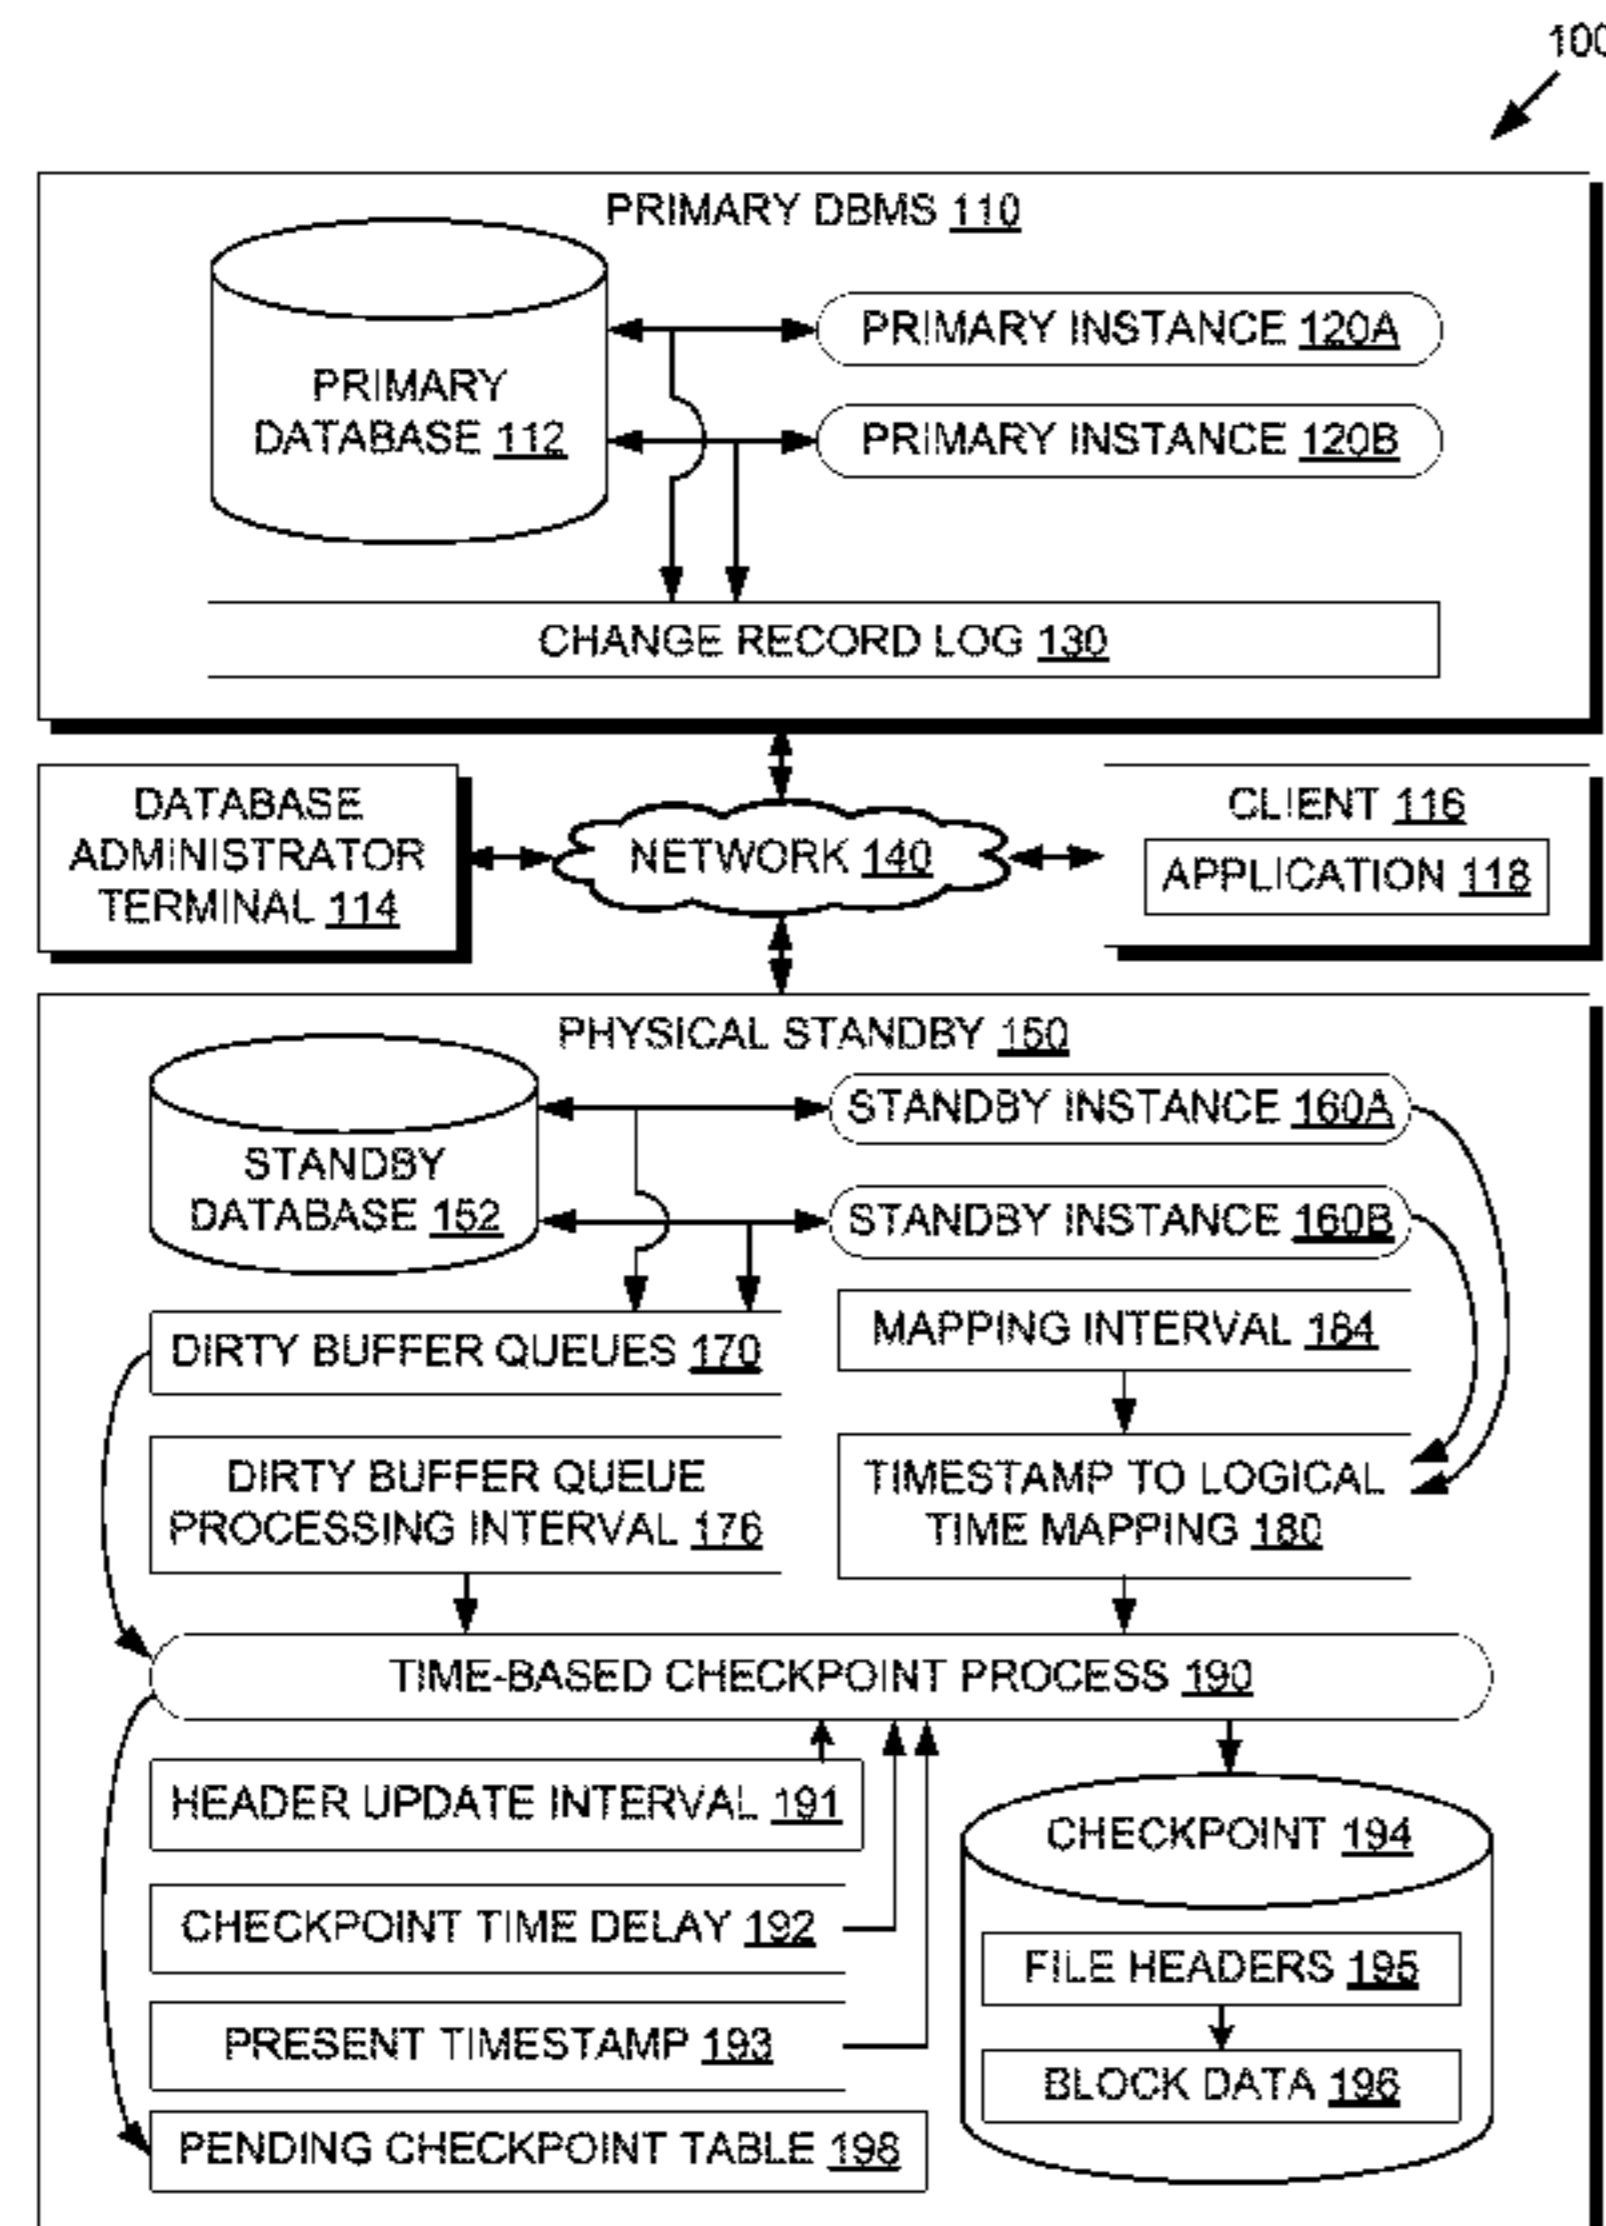 100
PRIMARY DBMS 110
PRIMARY
DATABASE 112
PRIMARY INSTANCE 120A
PRIMARY INSTANCE 120B
CHANGE RECORD LOG 130
DATABASE
ADMINISTRATOR
TERMINAL 114
NETWORK 140
CLIENT 116
APPLICATION 118
PHYSICAL STANDBY 150
STANDBY
DATABASE 152
STANDBY INSTANCE 160A
STANDBY INSTANCE 160B
DIRTY BUFFER QUEUES 170
MAPPING INTERVAL 184
DIRTY BUFFER QUEUE
PROCESSING INTERVAL 176
TIMESTAMP TO LOGICAL
TIME MAPPING 180
TIME-BASED CHECKPOINT PROCESS 190
HEADER UPDATE INTERVAL 191
CHECKPOINT TIME DELAY 192
PRESENT TIMESTAMP 193
PENDING CHECKPOINT TABLE 198
CHECKPOINT 194
FILE HEADERS 195
BLOCK DATA 196